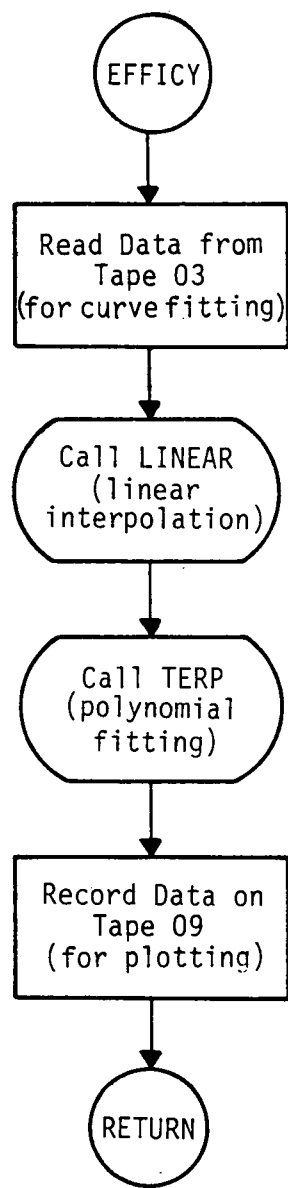 EFFICY
Read Data from
Tape 03
(for curve fitting)
Call LINEAR
(linear
interpolation)
Call TERP
(polynomial
fitting)
Record Data on
Tape 09
(for plotting)
RETURN